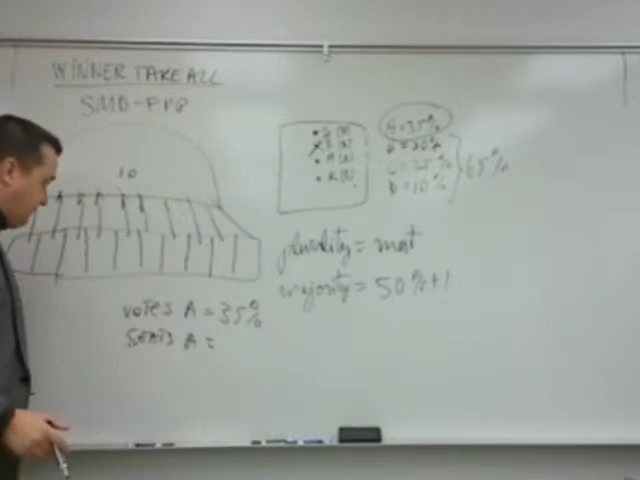 WINNER TAKE ALL
SMD-FPP
10
A=35%
B=30%
C=25%
D=10%
65%
plurality = most
majority = 50%+1
votes A = 35%
Seats A =